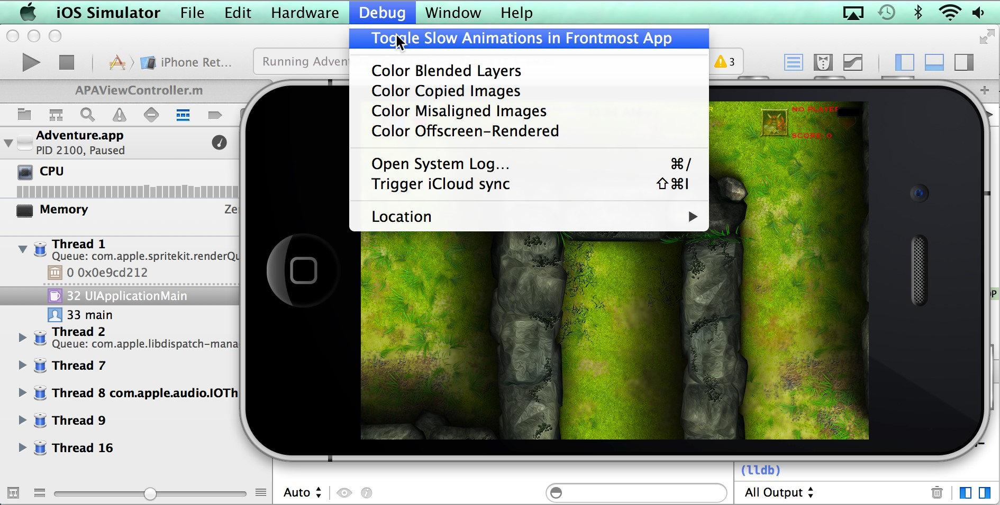 iOS Simulator File Edit Hardware Debug Window Help
Toggle Slow Animations in Frontmost App
iPhone Ret...
Running Adven
3
Color Blended Layers
Color Copied Images
Color Misaligned Images
Color Offscreen-Rendered
Open System Log... ⌘/
Trigger iCloud sync ⇧⌘I
Location
APAViewController.m
Adventure.app
PID 2100, Paused
CPU
Memory Ze
Thread 1
Queue: com.apple.spritekit.renderQu
0 0x0e9cd212
32 UIApplicationMain
33 main
Thread 2
Queue: com.apple.libdispatch-mana
Thread 7
Thread 8 com.apple.audio.IOTh
Thread 9
Thread 16
NO PLAYER
SCORE: 0
(lldb)
Auto
All Output